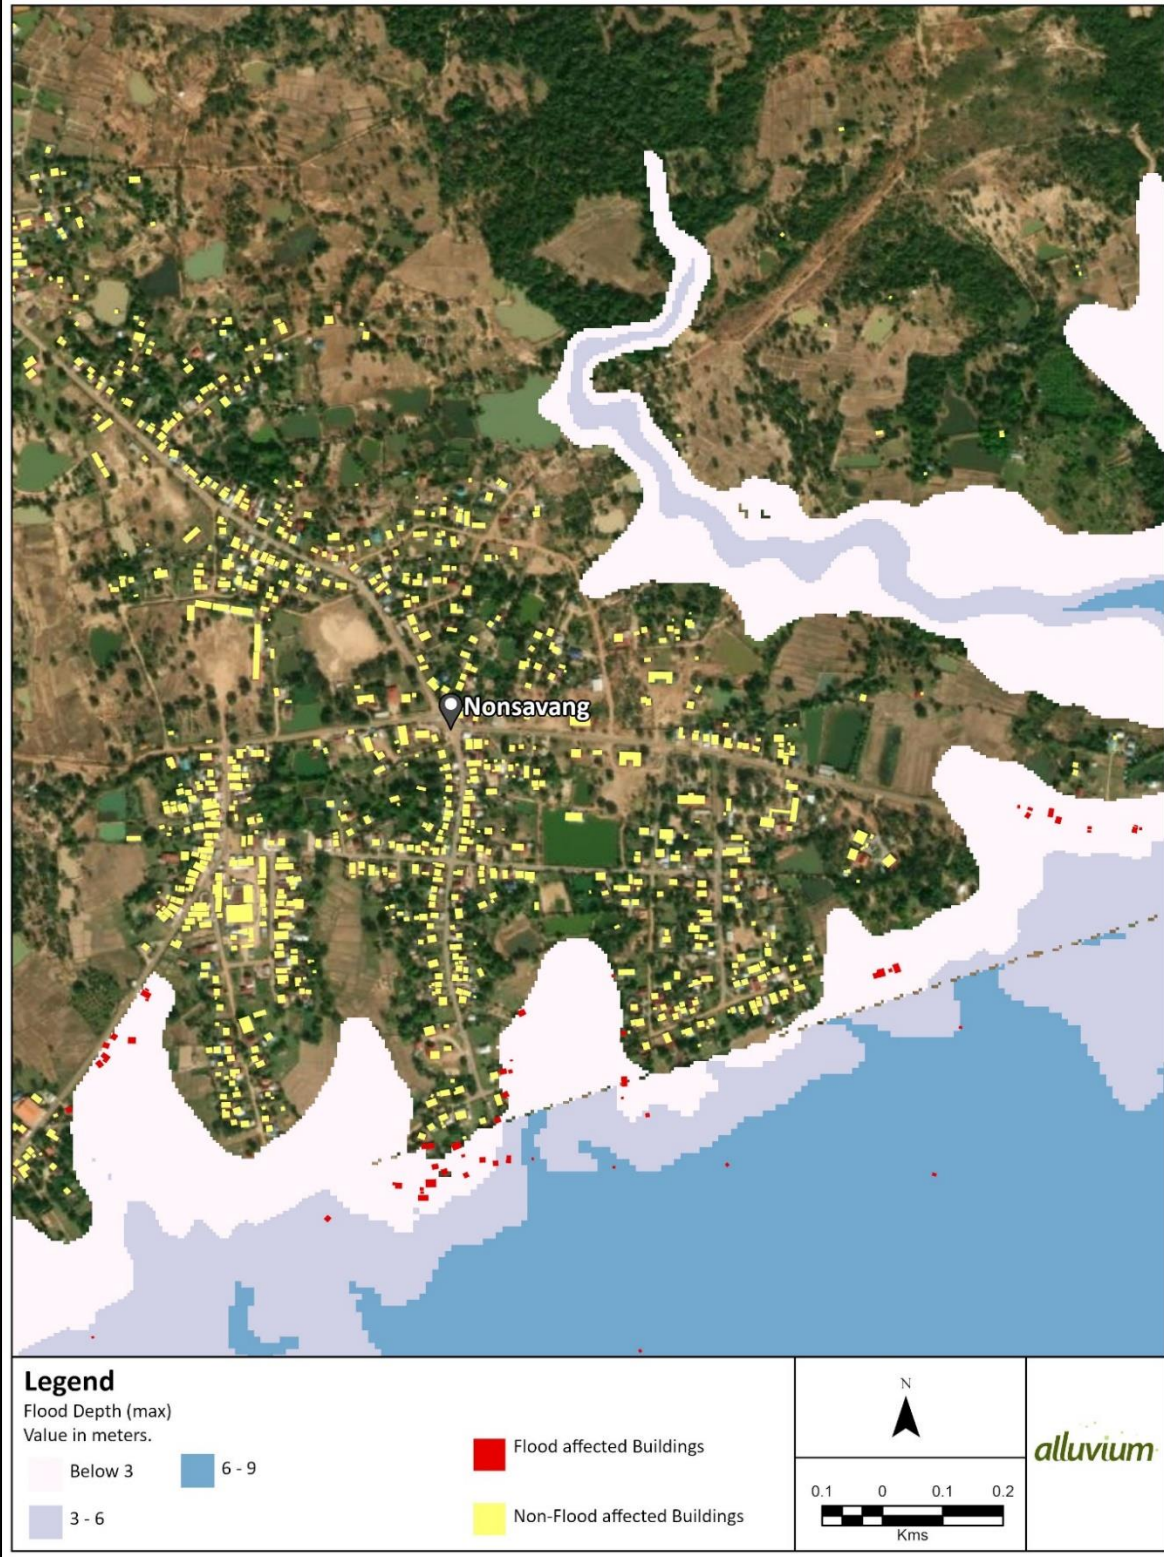 Nonsavang
Legend
Flood Depth (max)
Value in meters.
Below 3
6 - 9
3 - 6
Flood affected Buildings
Non-Flood affected Buildings
N
0.1 0 0.1 0.2
Kms
alluvium